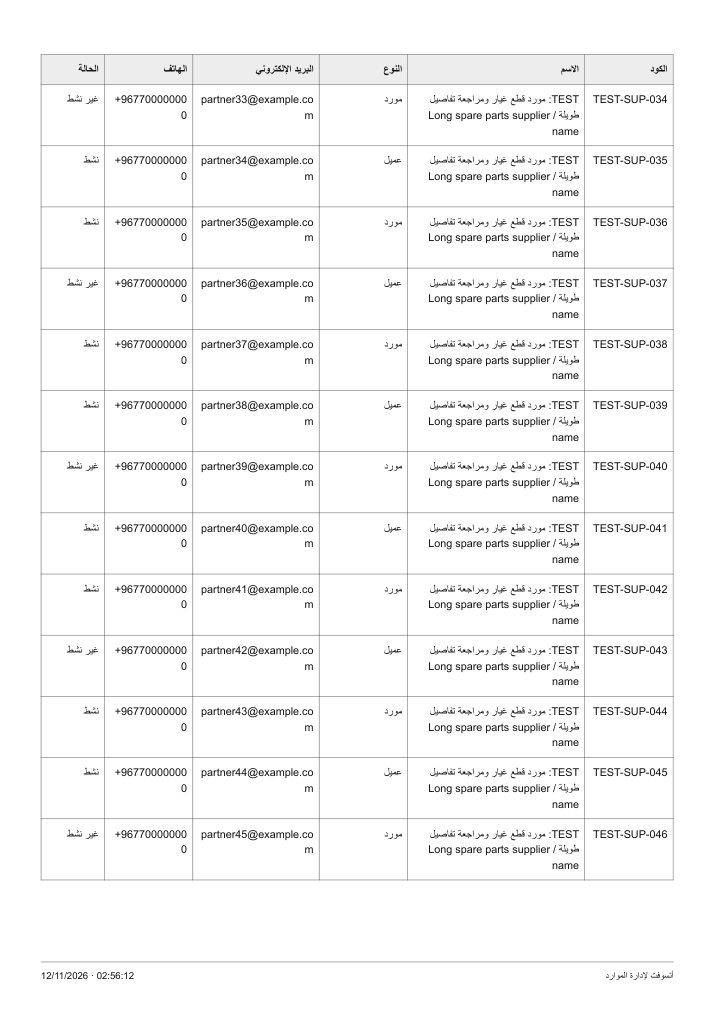 الكود الاسم النوع البريد الإلكتروني الهاتف الحالة
TEST-SUP-034 TEST: مورد قطع غيار ومراجعة تفاصيل مورد partner33@example.co +96770000000 غير نشط
طويلة / Long spare parts supplier m 0
name
TEST-SUP-035 TEST: مورد قطع غيار ومراجعة تفاصيل عميل partner34@example.co +96770000000 نشط
طويلة / Long spare parts supplier m 0
name
TEST-SUP-036 TEST: مورد قطع غيار ومراجعة تفاصيل مورد partner35@example.co +96770000000 نشط
طويلة / Long spare parts supplier m 0
name
TEST-SUP-037 TEST: مورد قطع غيار ومراجعة تفاصيل عميل partner36@example.co +96770000000 غير نشط
طويلة / Long spare parts supplier m 0
name
TEST-SUP-038 TEST: مورد قطع غيار ومراجعة تفاصيل مورد partner37@example.co +96770000000 نشط
طويلة / Long spare parts supplier m 0
name
TEST-SUP-039 TEST: مورد قطع غيار ومراجعة تفاصيل عميل partner38@example.co +96770000000 نشط
طويلة / Long spare parts supplier m 0
name
TEST-SUP-040 TEST: مورد قطع غيار ومراجعة تفاصيل مورد partner39@example.co +96770000000 غير نشط
طويلة / Long spare parts supplier m 0
name
TEST-SUP-041 TEST: مورد قطع غيار ومراجعة تفاصيل عميل partner40@example.co +96770000000 نشط
طويلة / Long spare parts supplier m 0
name
TEST-SUP-042 TEST: مورد قطع غيار ومراجعة تفاصيل مورد partner41@example.co +96770000000 نشط
طويلة / Long spare parts supplier m 0
name
TEST-SUP-043 TEST: مورد قطع غيار ومراجعة تفاصيل عميل partner42@example.co +96770000000 غير نشط
طويلة / Long spare parts supplier m 0
name
TEST-SUP-044 TEST: مورد قطع غيار ومراجعة تفاصيل مورد partner43@example.co +96770000000 نشط
طويلة / Long spare parts supplier m 0
name
TEST-SUP-045 TEST: مورد قطع غيار ومراجعة تفاصيل عميل partner44@example.co +96770000000 نشط
طويلة / Long spare parts supplier m 0
name
TEST-SUP-046 TEST: مورد قطع غيار ومراجعة تفاصيل مورد partner45@example.co +96770000000 غير نشط
طويلة / Long spare parts supplier m 0
name
أتسوفت لإدارة الموارد 12/11/2026 · 02:56:12